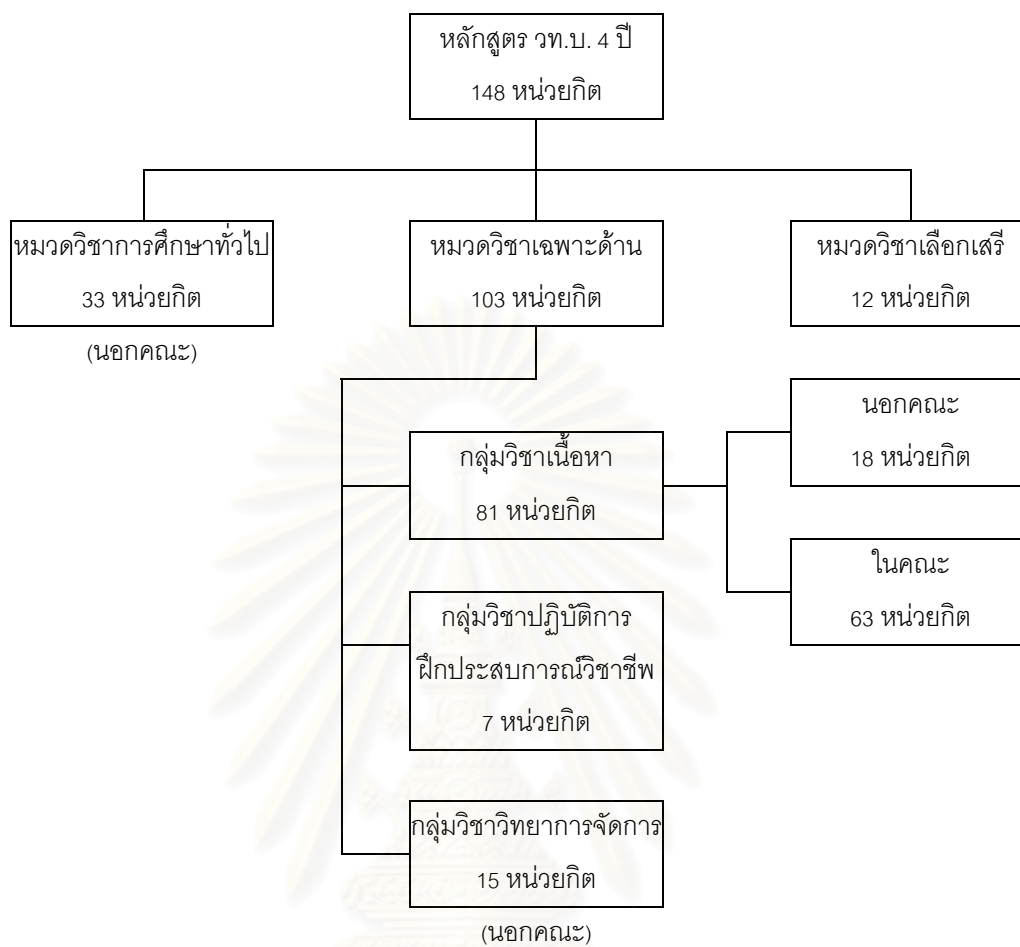 หลักสูตร วท.บ. 4 ปี
148 หน่วยกิต
หมวดวิชาการศึกษาทั่วไป
33 หน่วยกิต
(นอกคณะ)
หมวดวิชาเฉพาะด้าน
103 หน่วยกิต
หมวดวิชาเลือกเสรี
12 หน่วยกิต
กลุ่มวิชาเนื้อหา
81 หน่วยกิต
นอกคณะ
18 หน่วยกิต
ในคณะ
63 หน่วยกิต
กลุ่มวิชาปฏิบัติการ
ฝึกประสบการณ์วิชาชีพ
7 หน่วยกิต
กลุ่มวิชาวิทยาการจัดการ
15 หน่วยกิต
(นอกคณะ)